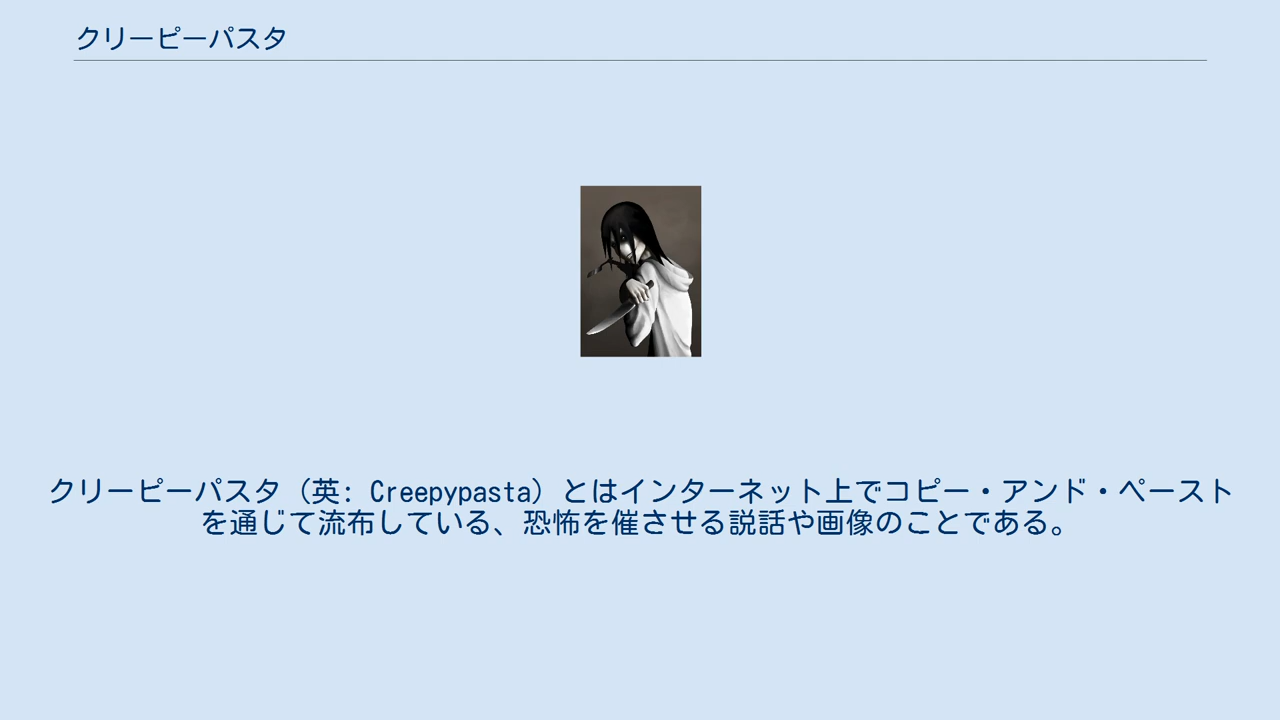 クリーピーパスタ
クリーピーパスタ（英: Creepypasta）とはインターネット上でコピー・アンド・ペースト
を通じて流布している、恐怖を催させる説話や画像のことである。